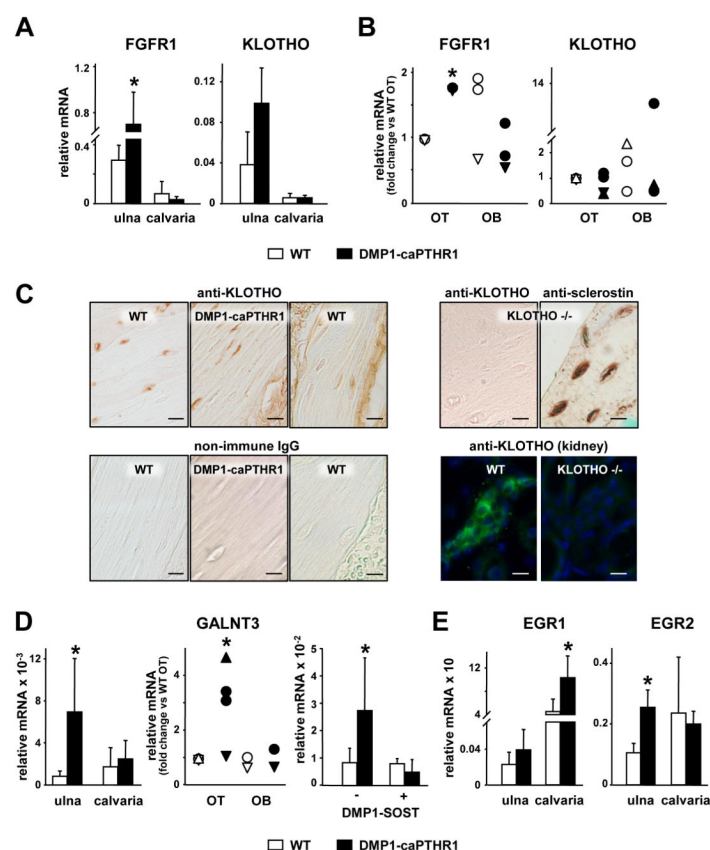 A
FGFR1
KLOTHO
relative mRNA
1.2
0.8
0.4
0
*
ulna calvaria
0.12
0.08
0.04
0
ulna calvaria
B
FGFR1
KLOTHO
relative mRNA
(fold change vs WT OT)
2
1
0
*
OT OB
14
2
1
0
OT OB
WT DMP1-caPTHR1
C
anti-KLOTHO
WT
DMP1-caPTHR1
WT
anti-KLOTHO anti-sclerostin
KLOTHO -/-
non-immune IgG
WT
DMP1-caPTHR1
WT
anti-KLOTHO (kidney)
WT
KLOTHO -/-
D
GALNT3
relative mRNA x 10-3
12
8
4
0
*
ulna calvaria
relative mRNA
(fold change vs WT OT)
4
2
0
*
OT OB
relative mRNA x 10-2
5
4
3
2
1
0
*
- +
DMP1-SOST
E
EGR1
EGR2
relative mRNA x 10
12
4
0.04
0
*
ulna calvaria
0.4
0.2
0
*
ulna calvaria
WT DMP1-caPTHR1